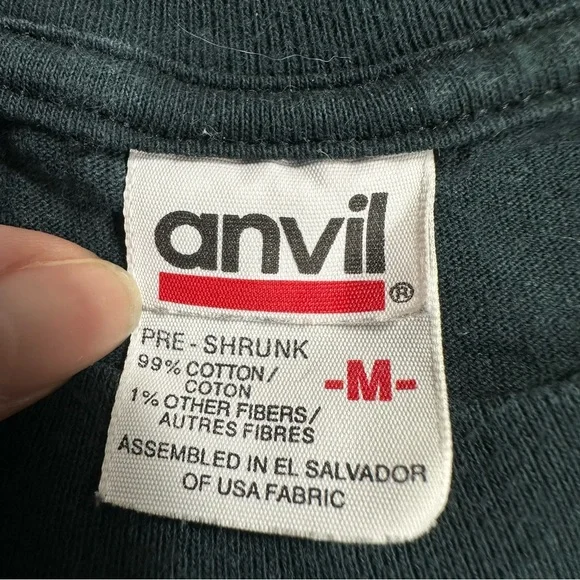 anvil®
PRE-SHRUNK
99% COTTON/
COTON
-M-
1% OTHER FIBERS/
AUTRES FIBRES
ASSEMBLED IN EL SALVADOR
OF USA FABRIC